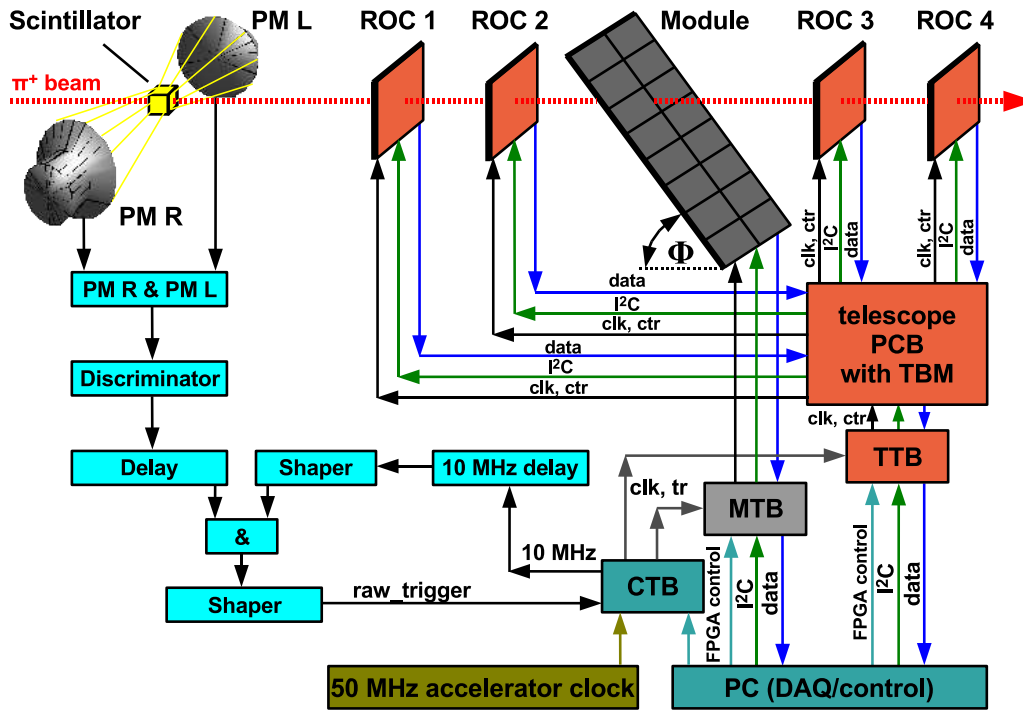 PM L
ROC 1
ROC 2
Module
ROC 3
ROC 4
Scintillator
π⁺ beam
PM R
Φ
clk, ctr
I²C
data
clk, ctr
I²C
data
PM R & PM L
data
I²C
clk, ctr
telescope
PCB
with TBM
data
I²C
clk, ctr
Discriminator
clk, ctr
Delay
Shaper
10 MHz delay
TTB
clk, tr
MTB
&
10 MHz
CTB
FPGA control
I²C
data
FPGA control
I²C
data
Shaper
raw_trigger
50 MHz accelerator clock
PC (DAQ/control)